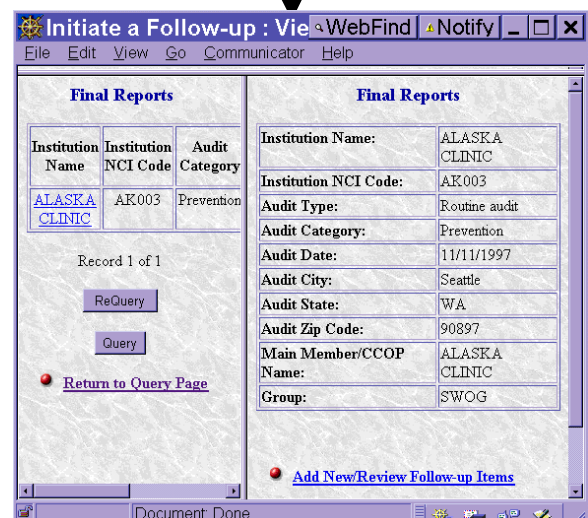 Initiate a Follow-up : Vie WebFind Notify
File Edit View Go Communicator Help
Final Reports
Institution Name Institution NCI Code Audit Category
ALASKA CLINIC AK003 Prevention
Record 1 of 1
ReQuery
Query
Return to Query Page
Final Reports
Institution Name: ALASKA CLINIC
Institution NCI Code: AK003
Audit Type: Routine audit
Audit Category: Prevention
Audit Date: 11/11/1997
Audit City: Seattle
Audit State: WA
Audit Zip Code: 90897
Main Member/CCOP Name: ALASKA CLINIC
Group: SWOG
Add New/Review Follow-up Items
Document: Done